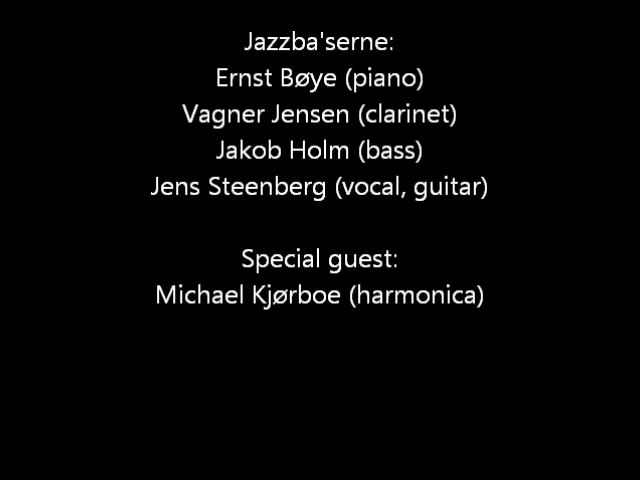 Jazzba'serne:
Ernst Bøye (piano)
Vagner Jensen (clarinet)
Jakob Holm (bass)
Jens Steenberg (vocal, guitar)
Special guest:
Michael Kjørboe (harmonica)